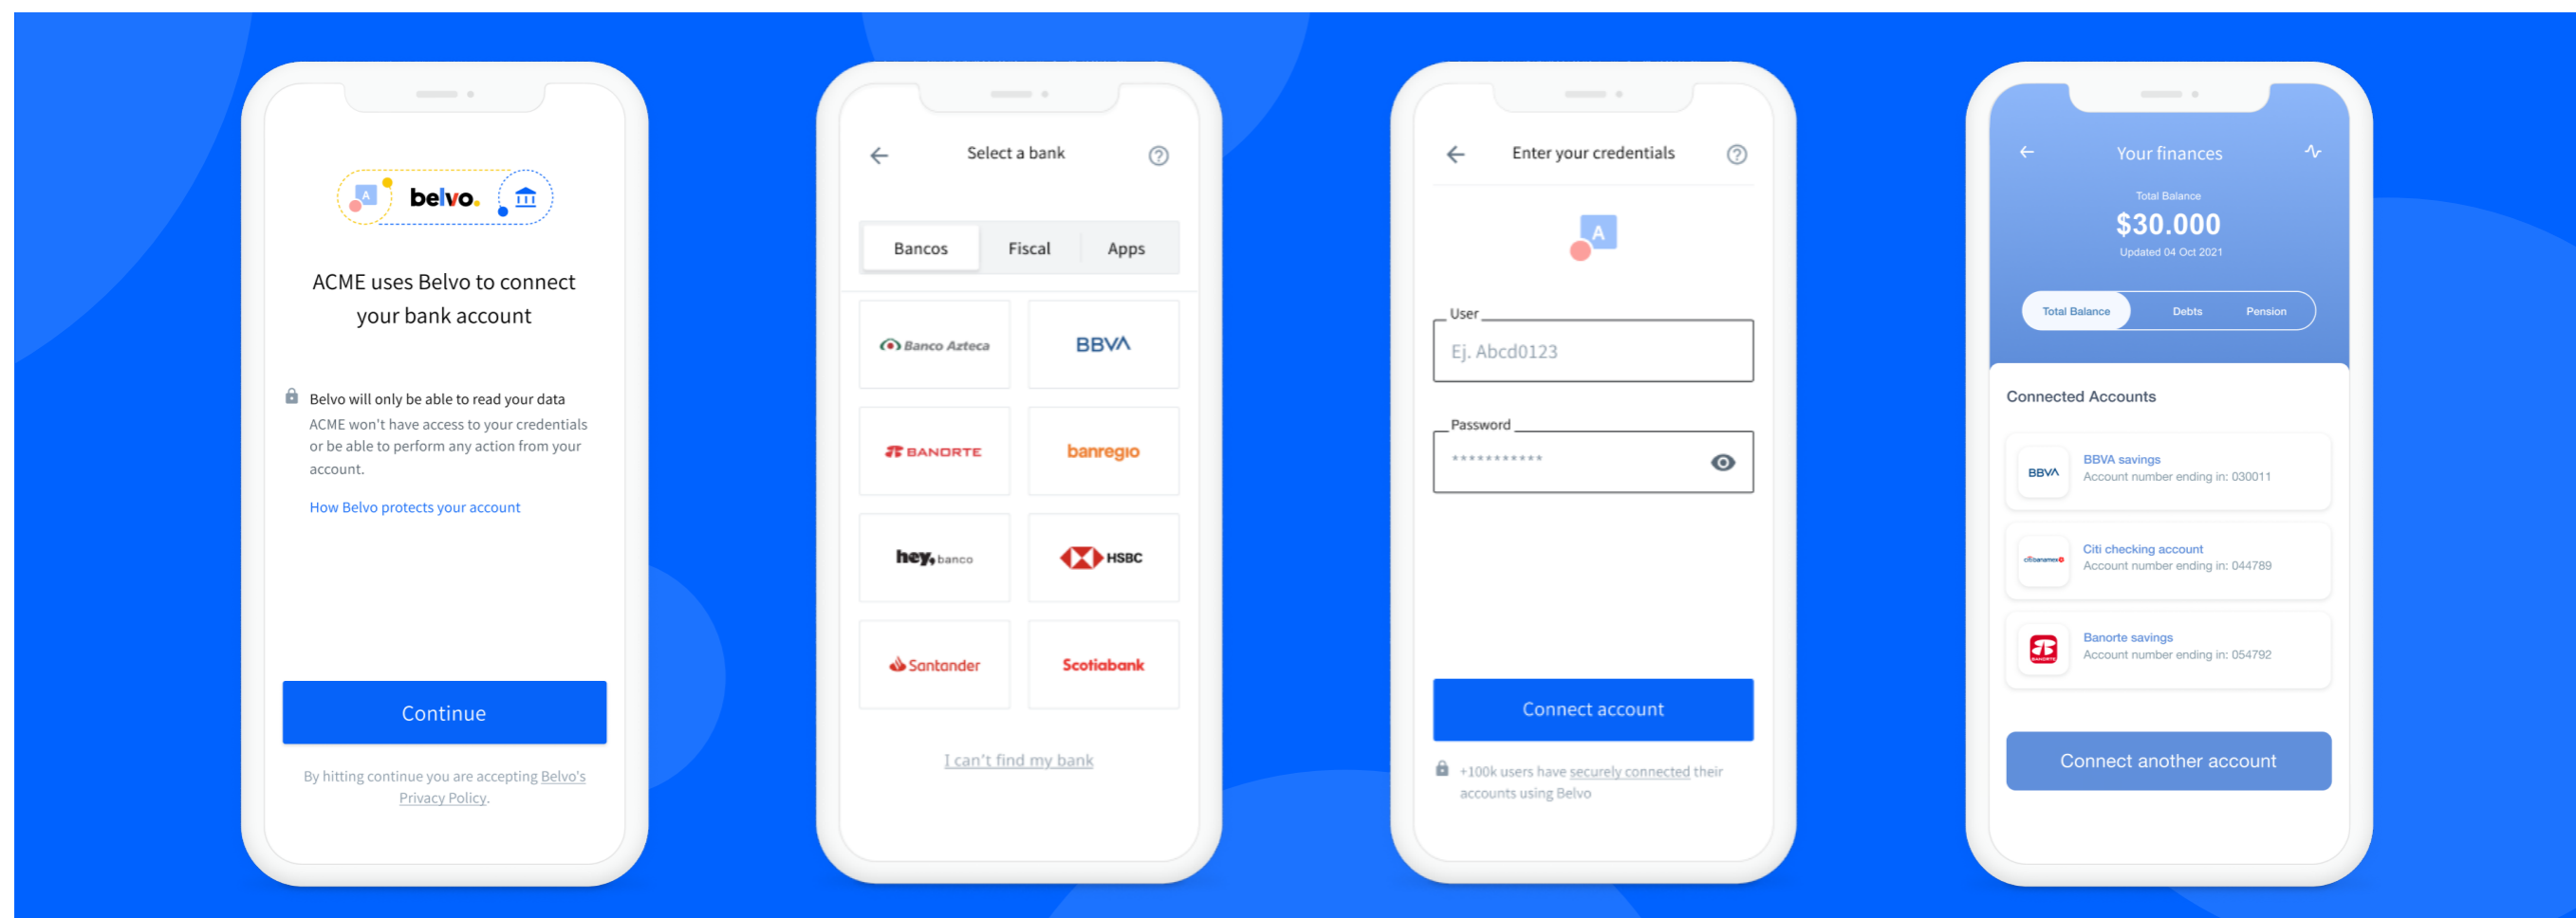 A
belvo.
ACME uses Belvo to connect
your bank account
Belvo will only be able to read your data
ACME won't have access to your credentials
or be able to perform any action from your
account.
How Belvo protects your account
Continue
By hitting continue you are accepting Belvo's
Privacy Policy.
Select a bank
?
Bancos Fiscal Apps
Banco Azteca BBVA
BANORTE banregio
hey, banco HSBC
Santander Scotiabank
I can't find my bank
Enter your credentials
?
A
User
Ej. Abcd0123
Password
***********
Connect account
+100k users have securely connected their
accounts using Belvo
Your finances
Total Balance
$30.000
Updated 04 Oct 2021
Total Balance Debts Pension
Connected Accounts
BBVA
BBVA savings
Account number ending in: 030011
citibanamex
Citi checking account
Account number ending in: 044789
BANORTE
Banorte savings
Account number ending in: 054792
Connect another account